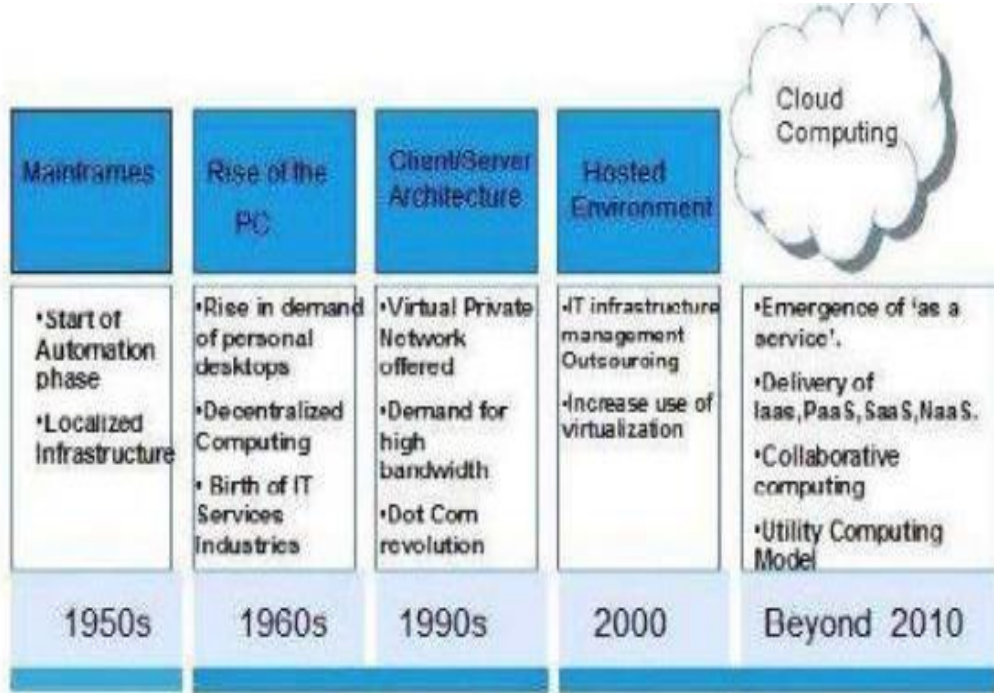 Mainframes
•Start of
Automation
phase
•Localized
Infrastructure
1950s
Rise of the
PC
•Rise in demand
of personal
desktops
•Decentralized
Computing
• Birth of IT
Services
Industries
1960s
Client/Server
Architecture
•Virtual Private
Network
offered
•Demand for
high
bandwidth
•Dot Com
revolution
1990s
Hosted
Environment
•IT infrastructure
management
Outsourcing
•Increase use of
virtualization
2000
Cloud
Computing
•Emergence of 'as a
service'.
•Delivery of
Iaas,PaaS,SaaS,NaaS.
•Collaborative
computing
•Utility Computing
Model
Beyond 2010